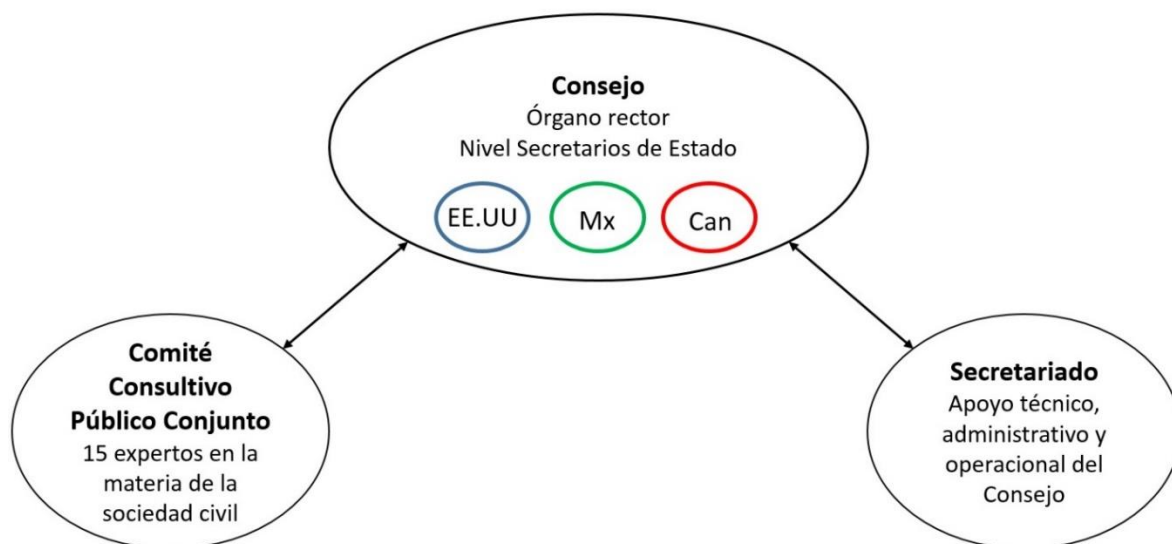 Consejo
Órgano rector
Nivel Secretarios de Estado
EE.UU
Mx
Can
Comité
Consultivo
Público Conjunto
15 expertos en la
materia de la
sociedad civil
Secretariado
Apoyo técnico,
administrativo y
operacional del
Consejo